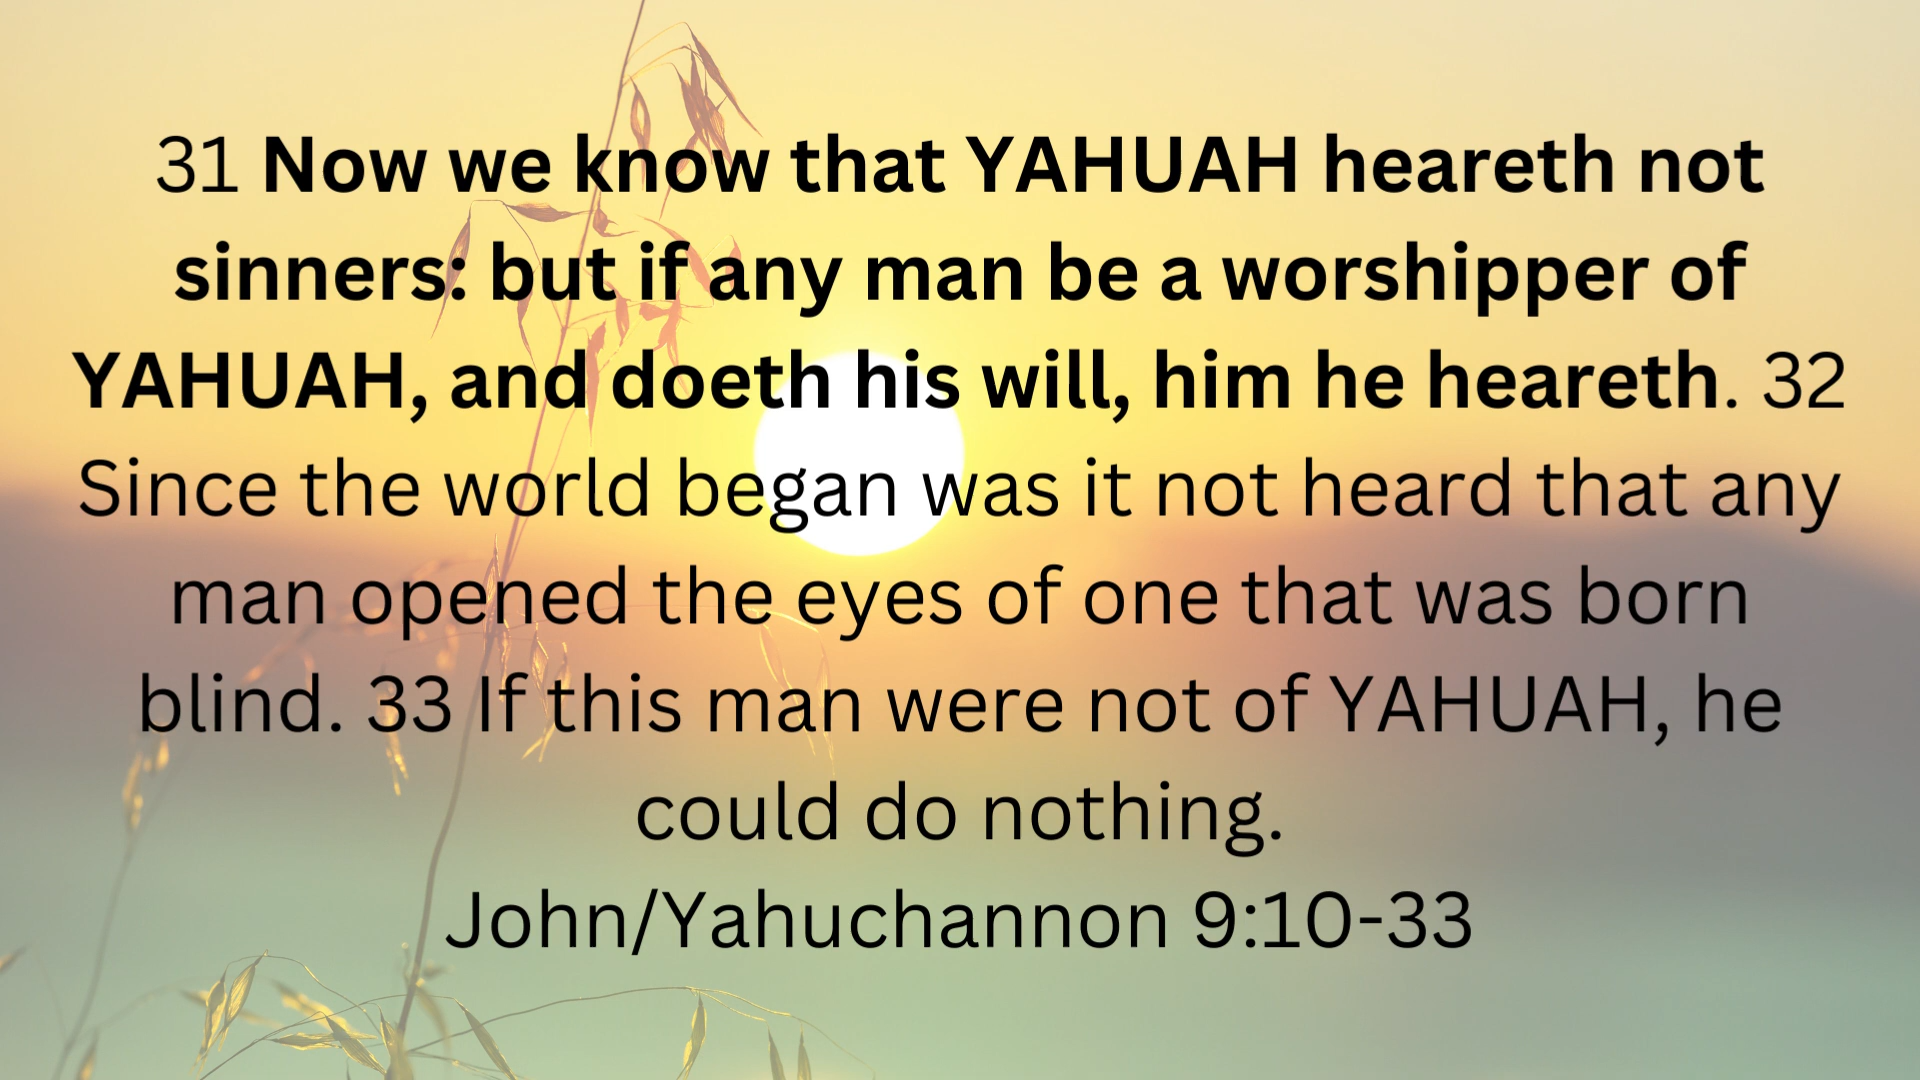 31 Now we know that YAHUAH heareth not
sinners: but if any man be a worshipper of
YAHUAH, and doeth his will, him he heareth. 32
Since the world began was it not heard that any
man opened the eyes of one that was born
blind. 33 If this man were not of YAHUAH, he
could do nothing.
John/Yahuchannon 9:10-33